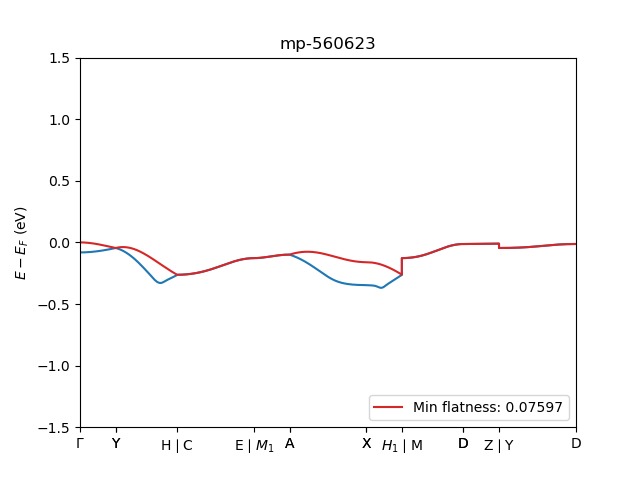 mp-560623
E − E_F (eV)
1.5
1.0
0.5
0.0
−0.5
−1.0
−1.5
Min flatness: 0.07597
Γ Y H | C E | M₁ A X H₁ | M D Z | Y D